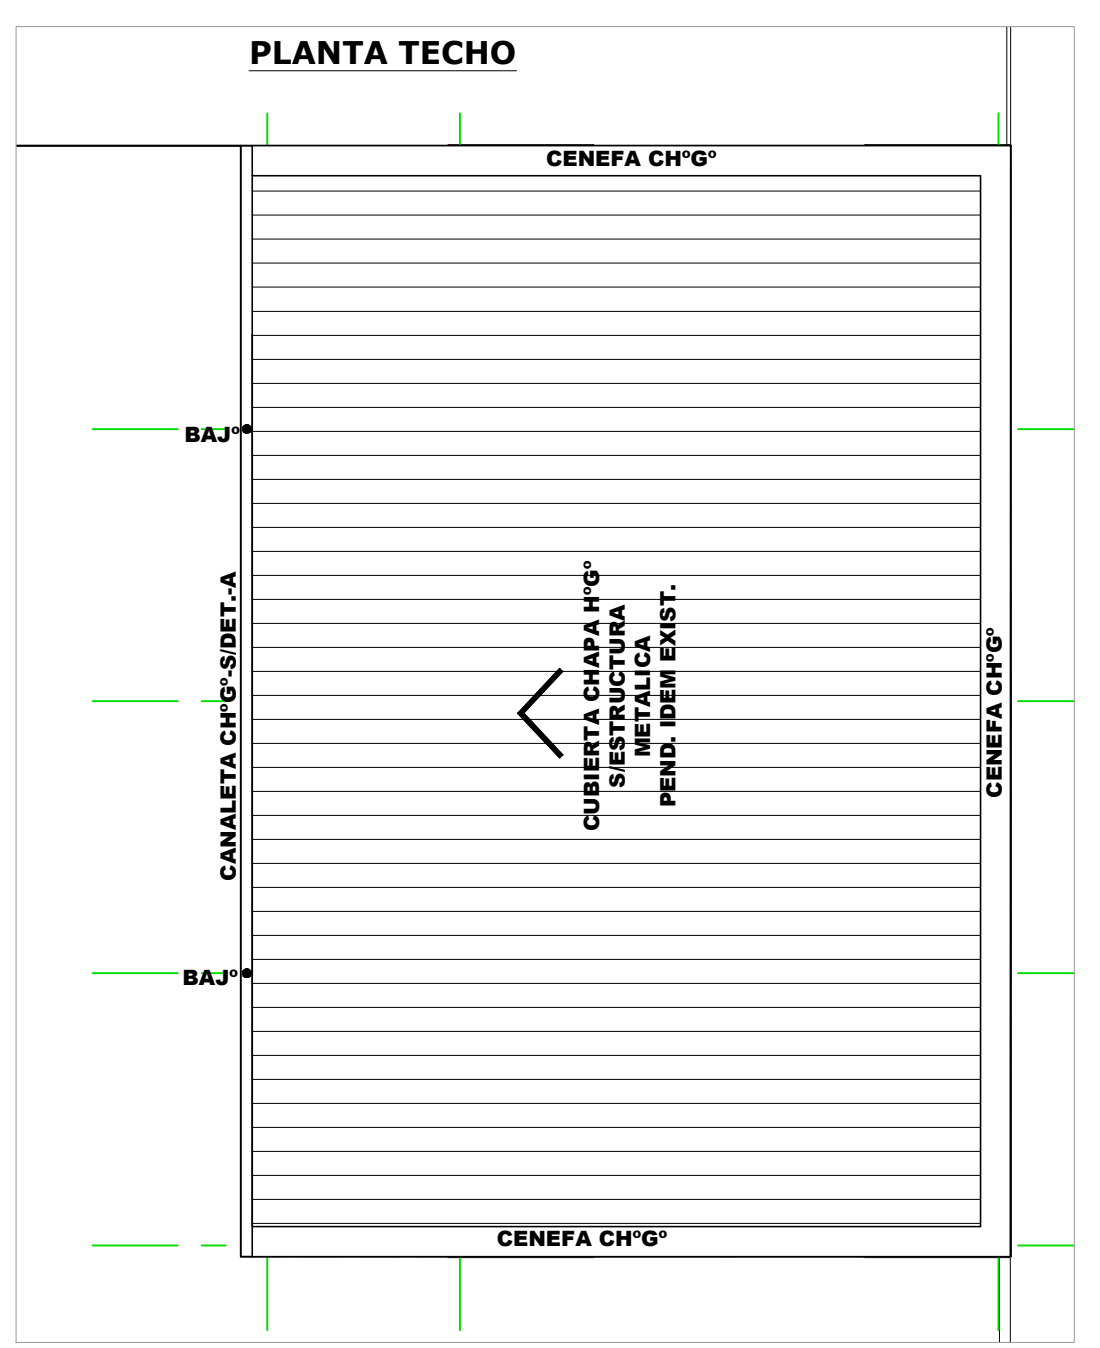 PLANTA TECHO
CENEFA CHºGº
BAJº
CANALETA CHºGº-S/DET.-A
CUBIERTA CHAPA HºGº
S/ESTRUCTURA
METALICA
PEND. IDEM EXIST.
CENEFA CHºGº
BAJº
CENEFA CHºGº